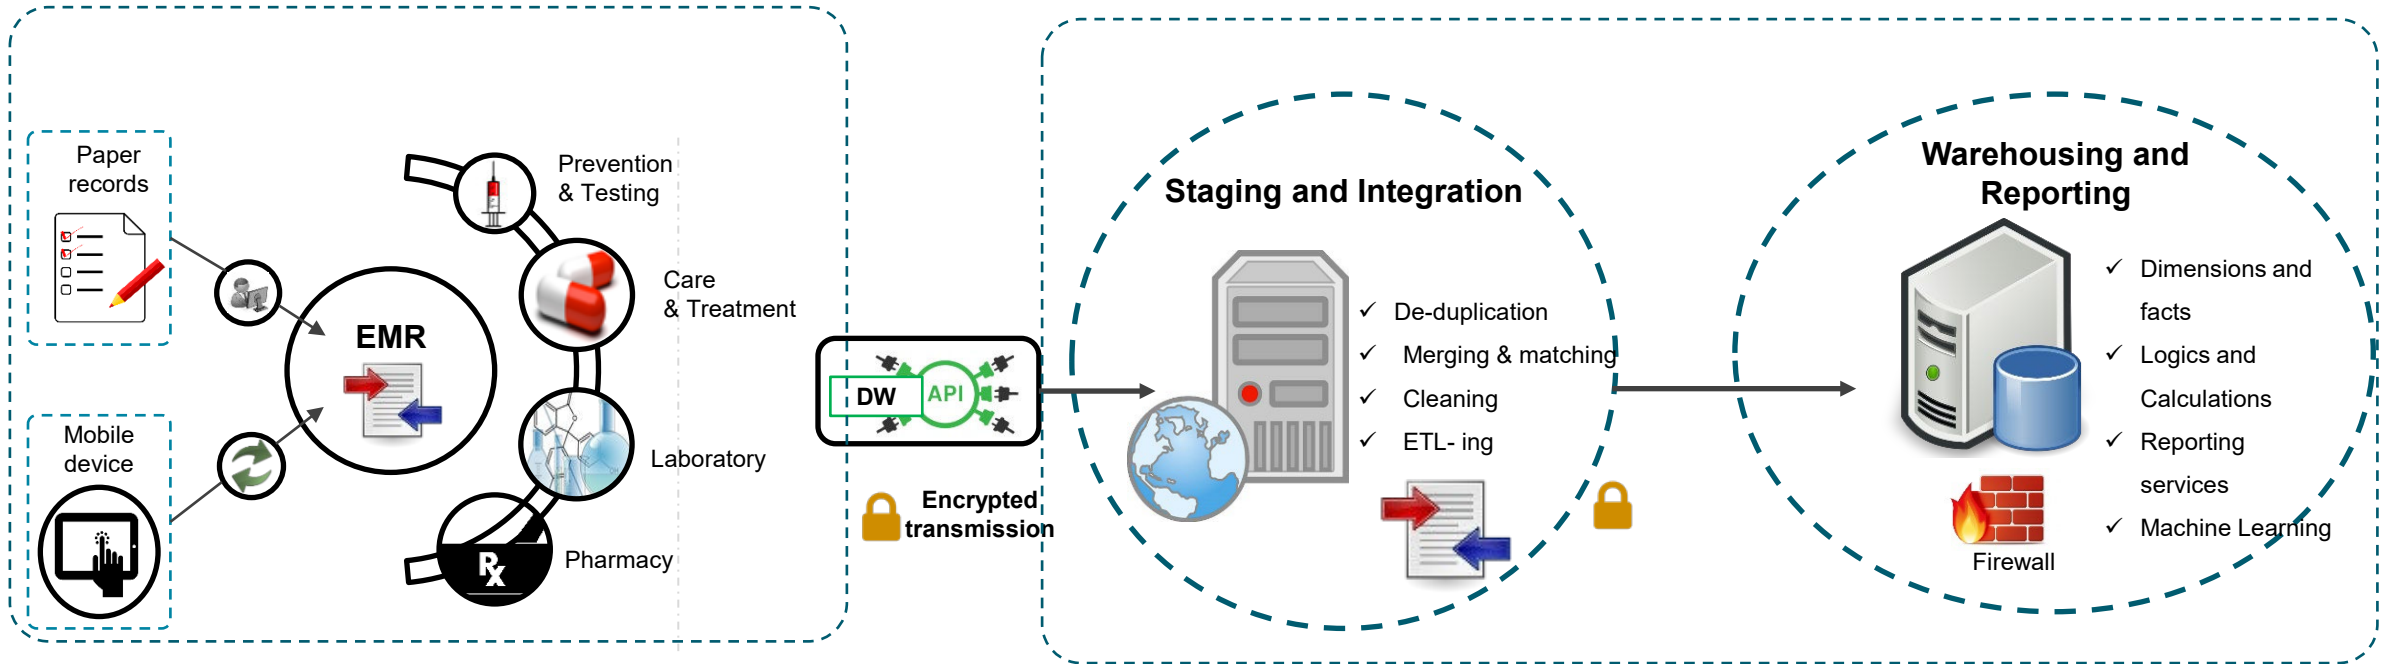 Paper
records
Mobile
device
EMR
Prevention
& Testing
Care
& Treatment
Laboratory
Pharmacy
Rx
DW
API
Encrypted
transmission
Staging and Integration
✓ De-duplication
✓ Merging & matching
✓ Cleaning
✓ ETL- ing
Warehousing and
Reporting
✓ Dimensions and
facts
✓ Logics and
Calculations
✓ Reporting
services
✓ Machine Learning
Firewall